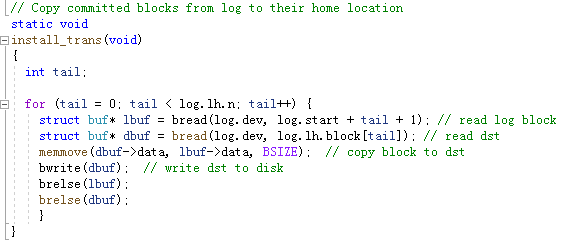 // Copy committed blocks from log to their home location
static void
install_trans(void)
{
  int tail;

  for (tail = 0; tail < log.lh.n; tail++) {
    struct buf* lbuf = bread(log.dev, log.start + tail + 1); // read log block
    struct buf* dbuf = bread(log.dev, log.lh.block[tail]); // read dst
    memmove(dbuf->data, lbuf->data, BSIZE);  // copy block to dst
    bwrite(dbuf);  // write dst to disk
    brelse(lbuf);
    brelse(dbuf);
    }
}